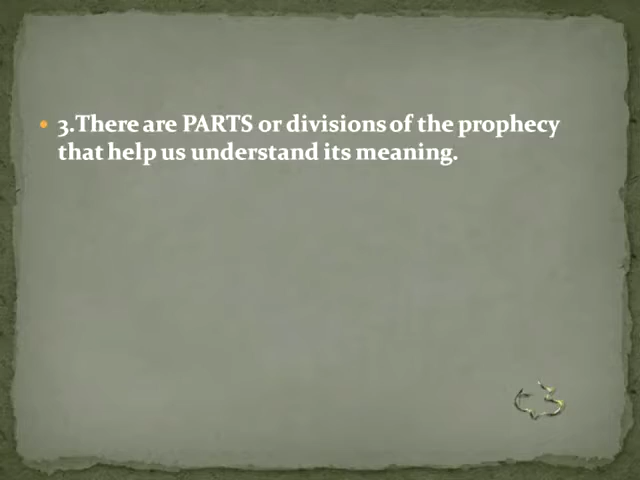 • 3.There are PARTS or divisions of the prophecy
that help us understand its meaning.